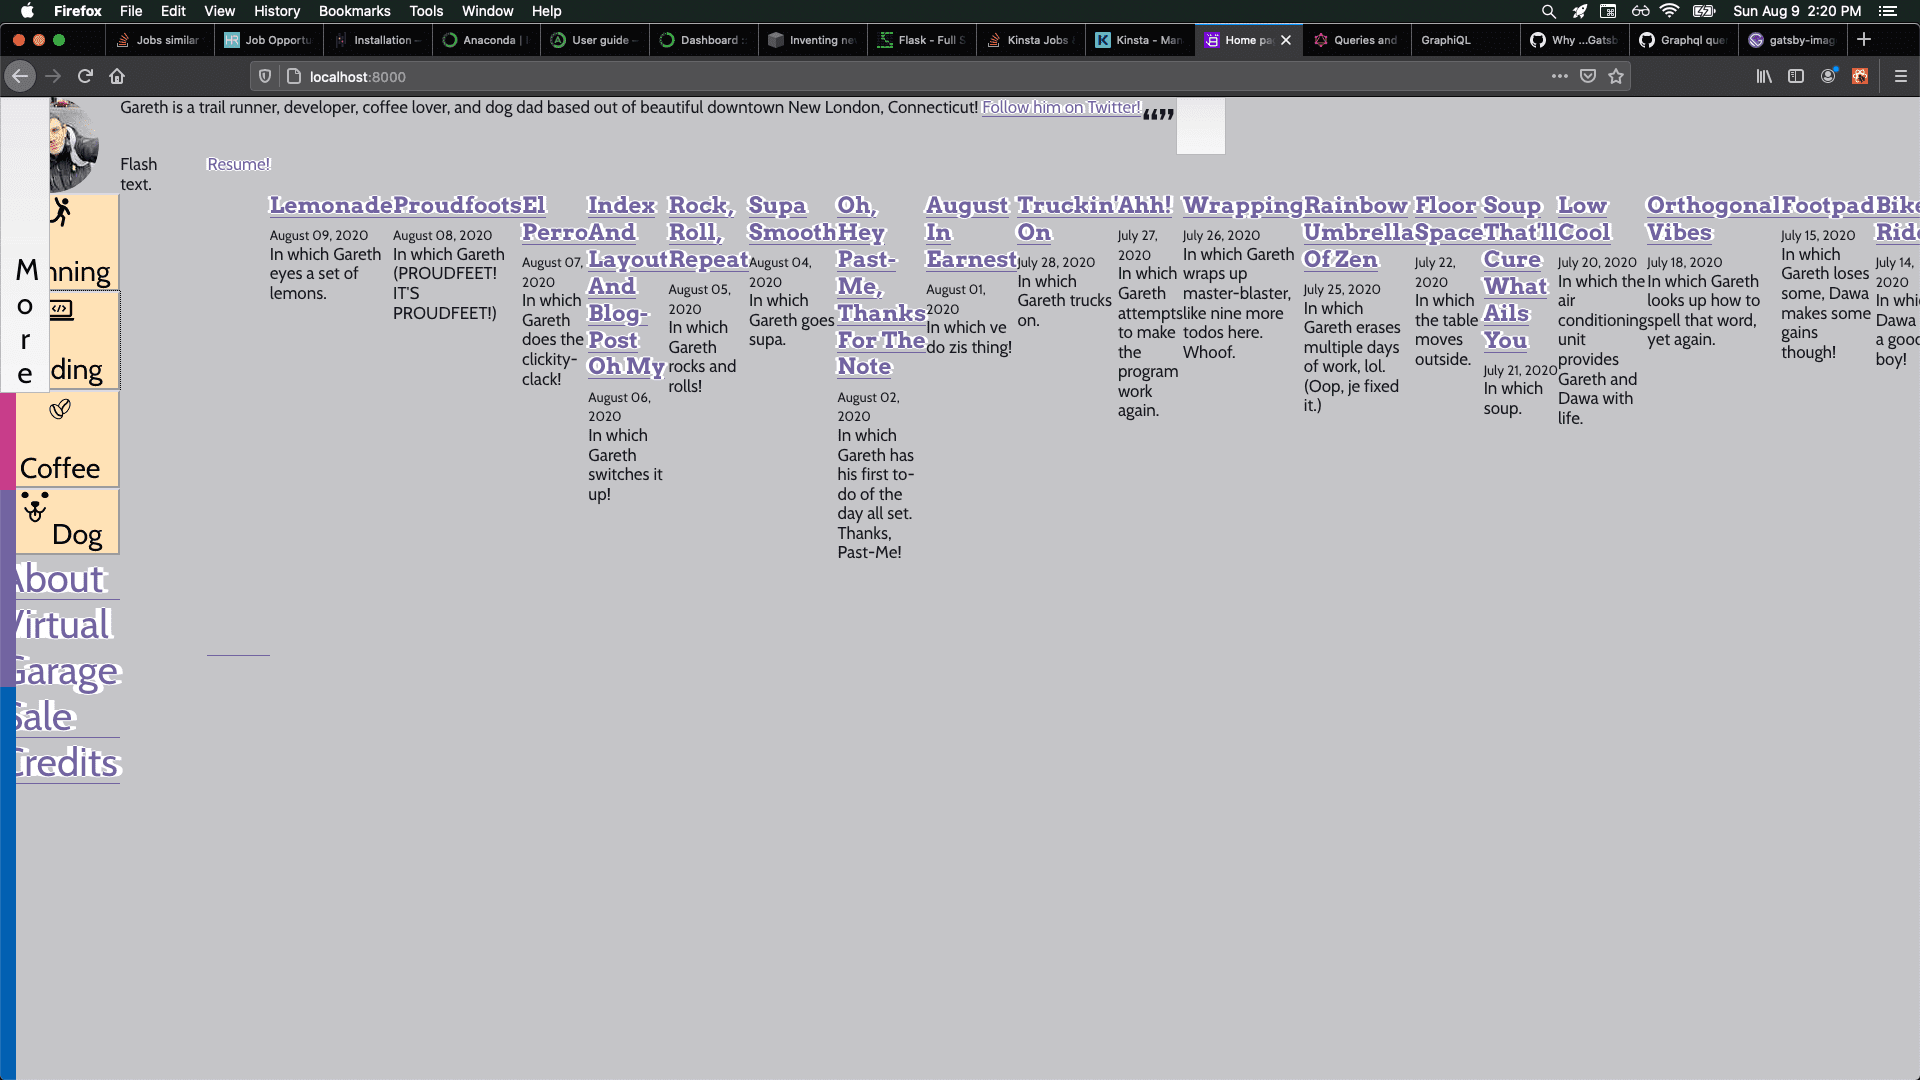 Firefox File Edit View History Bookmarks Tools Window Help Sun Aug 9 2:20 PM
Jobs similar HR Job Opportu Installation – Anaconda | User guide – Dashboard :: Inventing ne Flask - Full S Kinsta Jobs K Kinsta - Man Home pa Queries and GraphiQL Why ...Gatsb Graphql que gatsby-imag
localhost:8000
Gareth is a trail runner, developer, coffee lover, and dog dad based out of beautiful downtown New London, Connecticut! Follow him on Twitter! “”
Flash
text.
Resume!
M
o
r
e
nning
ding
Coffee
Dog
About
Virtual
Garage
Sale
Credits
Lemonade
August 09, 2020
In which Gareth
eyes a set of
lemons.
Proudfoots
August 08, 2020
In which Gareth
(PROUDFEET!
IT'S
PROUDFEET!)
El
Perro
August 07,
2020
In which
Gareth
does the
clickity-
clack!
Index
And
Layout
And
Blog-
Post
Oh My
August 06,
2020
In which
Gareth
switches it
up!
Rock,
Roll,
Repeat
August 05,
2020
In which
Gareth
rocks and
rolls!
Supa
Smooth
August 04,
2020
In which
Gareth goes
supa.
Oh,
Hey
Past-
Me,
Thanks
For The
Note
August 02,
2020
In which
Gareth has
his first to-
do of the
day all set.
Thanks,
Past-Me!
August
In
Earnest
August 01,
2020
In which ve
do zis thing!
Truckin'
On
July 28, 2020
In which
Gareth trucks
on.
Ahh!
July 27,
2020
In which
Gareth
attempts
to make
the
program
work
again.
Wrapping
July 26, 2020
In which Gareth
wraps up
master-blaster,
like nine more
todos here.
Whoof.
Rainbow
Umbrella
Of Zen
July 25, 2020
In which
Gareth erases
multiple days
of work, lol.
(Oop, je fixed
it.)
Floor
Space
July 22,
2020
In which
the table
moves
outside.
Soup
That'll
Cure
What
Ails
You
July 21, 2020
In which
soup.
Low
Cool
July 20, 2020
In which the
air
conditioning
unit
provides
Gareth and
Dawa with
life.
Orthogonal
Vibes
July 18, 2020
In which Gareth
looks up how to
spell that word,
yet again.
Footpad
July 15, 2020
In which
Gareth loses
some, Dawa
makes some
gains
though!
Bike
Ride
July 14,
2020
In whic
Dawa
a good
boy!